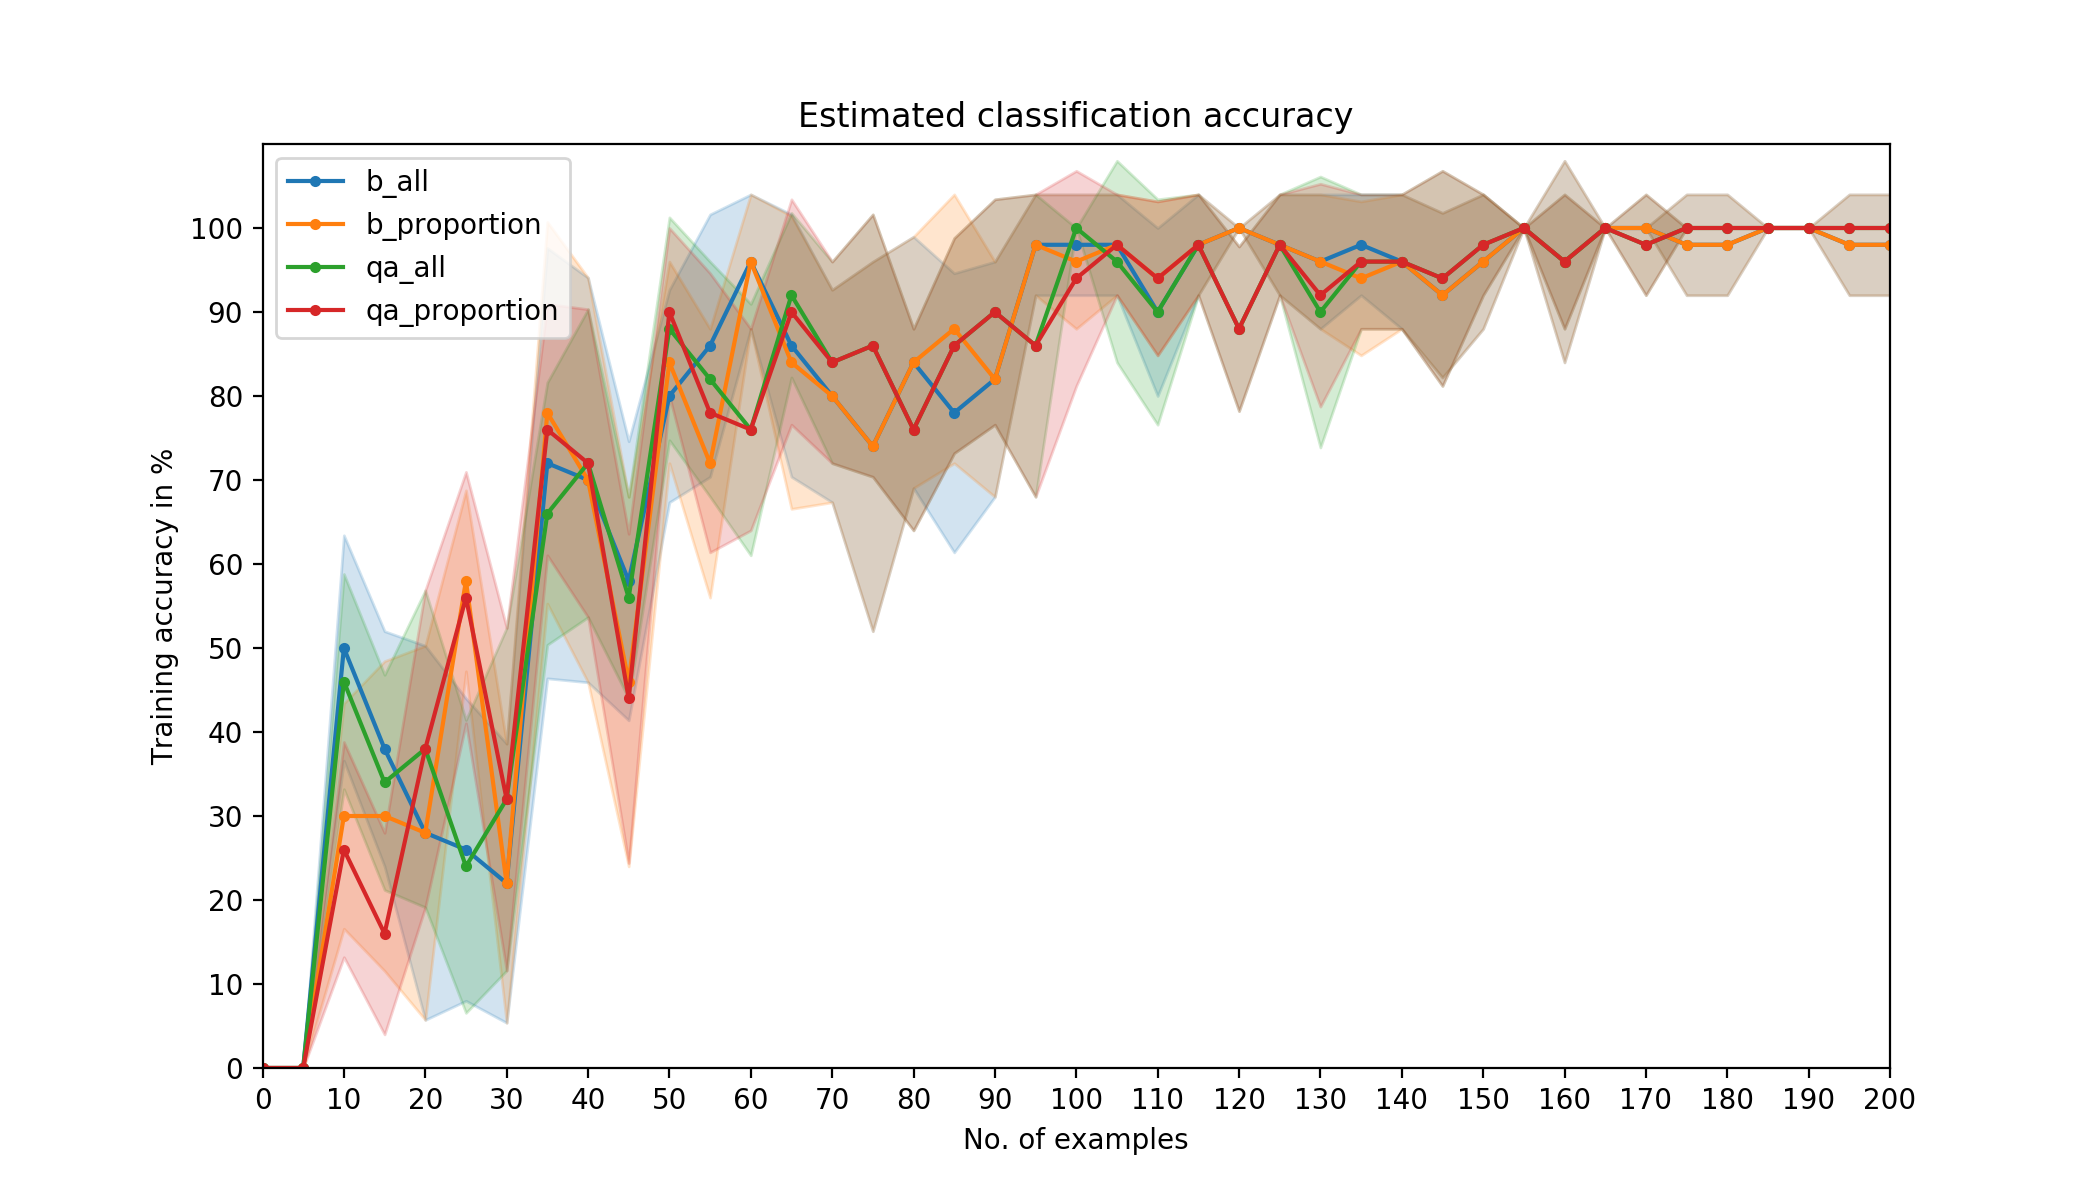 Estimated classification accuracy
b_all
b_proportion
qa_all
qa_proportion
Training accuracy in %
100
90
80
70
60
50
40
30
20
10
0
0 10 20 30 40 50 60 70 80 90 100 110 120 130 140 150 160 170 180 190 200
No. of examples